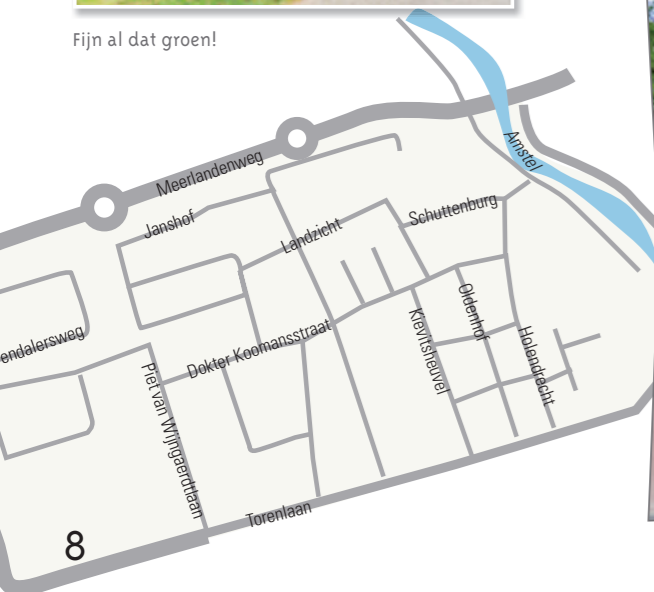 Fijn al dat groen!
Amstel
Meerlandenweg
Janshof
Landzicht
Schuttenburg
endalersweg
Dokter Koomansstraat
Oldenhof
Kievitsheuvel
Holendrecht
Piet van Wijngaerdtlaan
Torenlaan
8